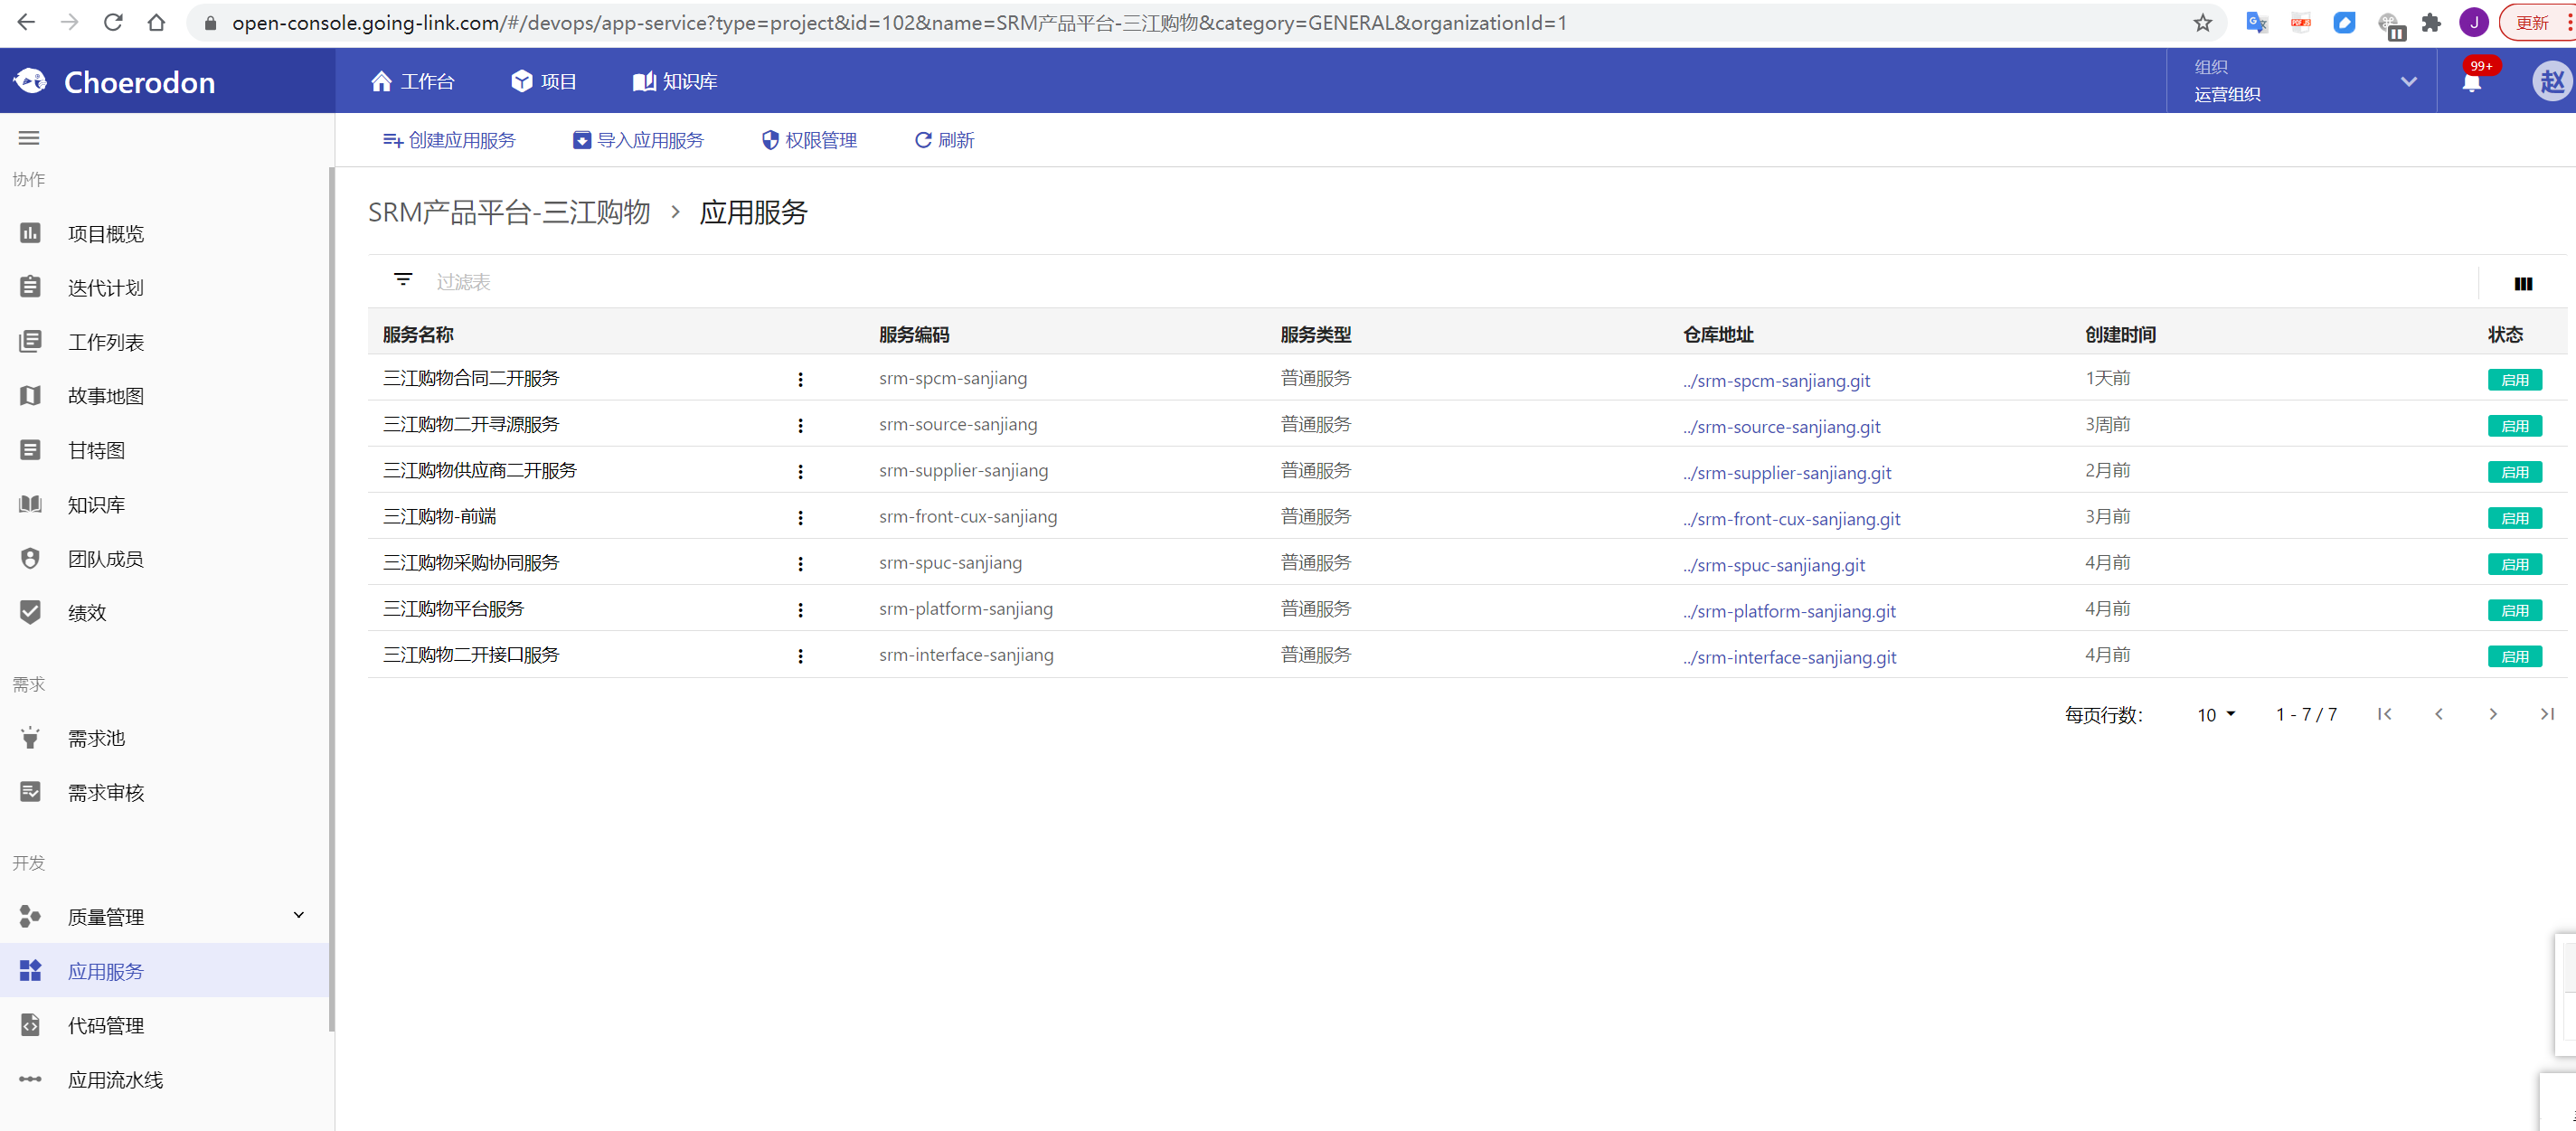 open-console.going-link.com/#/devops/app-service?type=project&id=102&name=SRM产品平台-三江购物&category=GENERAL&organizationId=1
J
更新
Choerodon
工作台
项目
知识库
组织
运营组织
99+
赵
创建应用服务
导入应用服务
权限管理
刷新
协作
项目概览
迭代计划
工作列表
故事地图
甘特图
知识库
团队成员
绩效
需求
需求池
需求审核
开发
质量管理
应用服务
代码管理
应用流水线
SRM产品平台-三江购物 > 应用服务
过滤表
服务名称 服务编码 服务类型 仓库地址 创建时间 状态
三江购物合同二开服务 srm-spcm-sanjiang 普通服务 ../srm-spcm-sanjiang.git 1天前 启用
三江购物二开寻源服务 srm-source-sanjiang 普通服务 ../srm-source-sanjiang.git 3周前 启用
三江购物供应商二开服务 srm-supplier-sanjiang 普通服务 ../srm-supplier-sanjiang.git 2月前 启用
三江购物-前端 srm-front-cux-sanjiang 普通服务 ../srm-front-cux-sanjiang.git 3月前 启用
三江购物采购协同服务 srm-spuc-sanjiang 普通服务 ../srm-spuc-sanjiang.git 4月前 启用
三江购物平台服务 srm-platform-sanjiang 普通服务 ../srm-platform-sanjiang.git 4月前 启用
三江购物二开接口服务 srm-interface-sanjiang 普通服务 ../srm-interface-sanjiang.git 4月前 启用
每页行数： 10 1 - 7 / 7